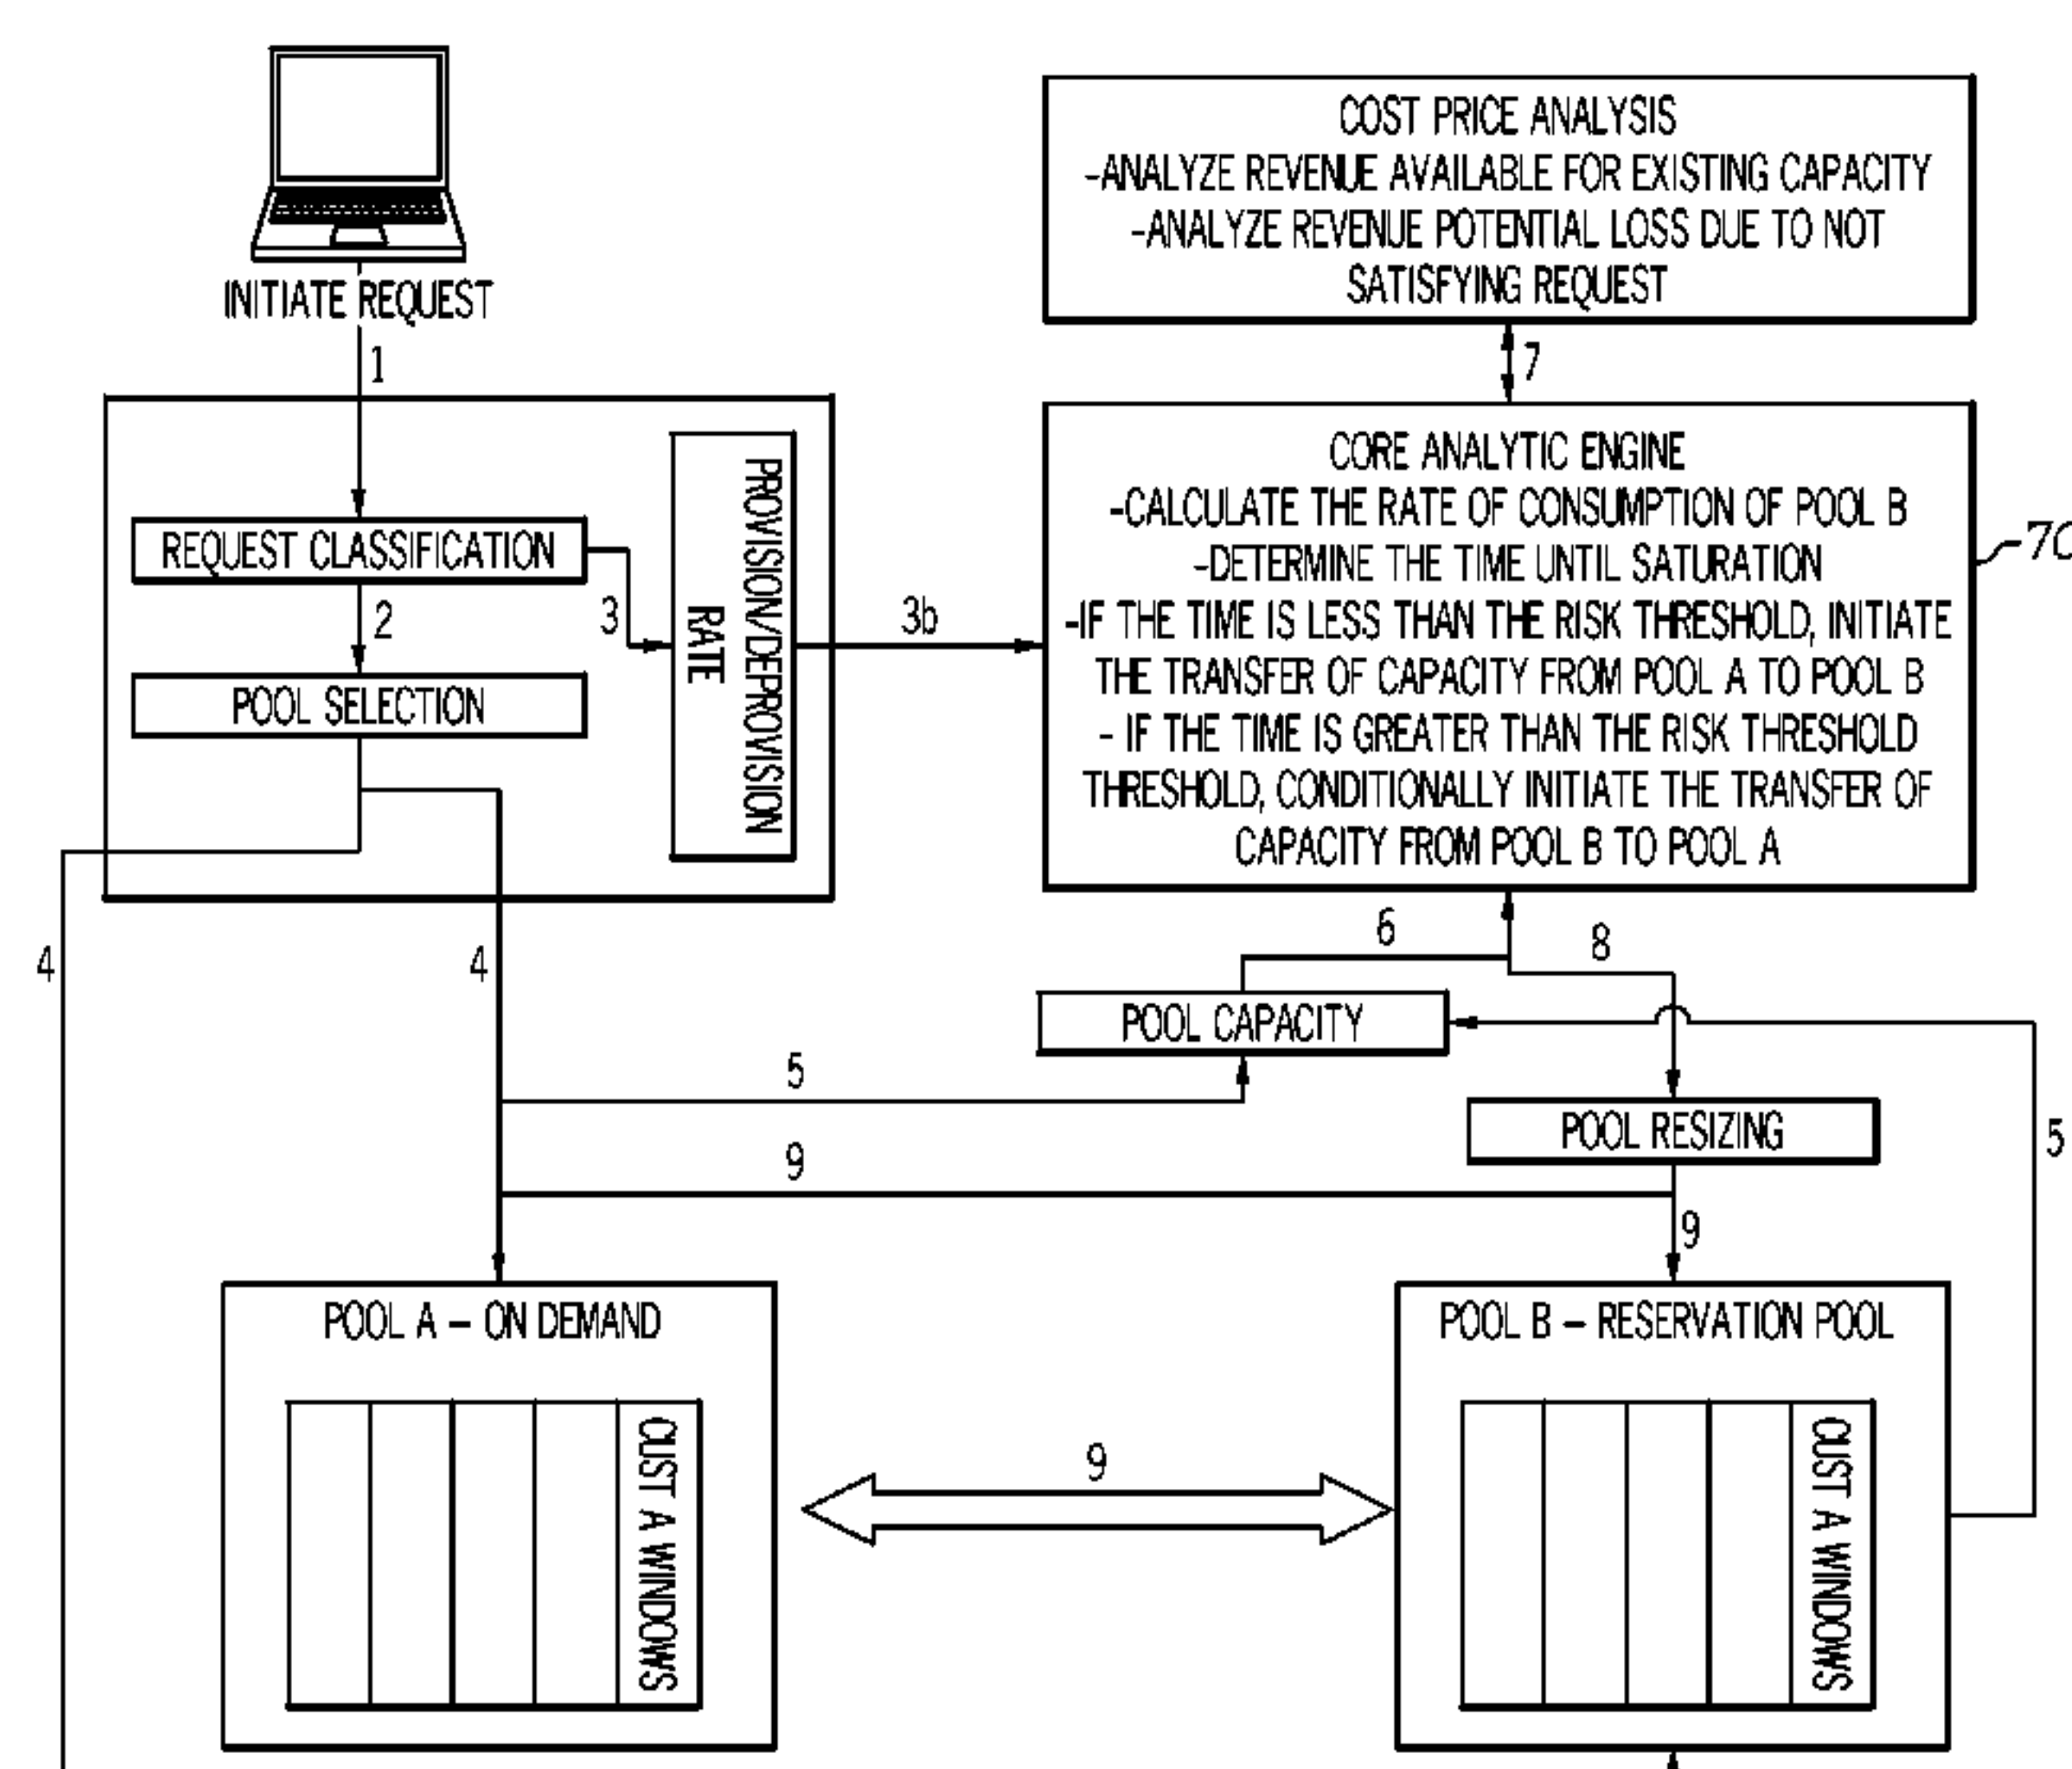 INITIATE REQUEST
1
REQUEST CLASSIFICATION
2
POOL SELECTION
3
PROVISION/DEPROVISION
RATE
3b
COST PRICE ANALYSIS
-ANALYZE REVENUE AVAILABLE FOR EXISTING CAPACITY
-ANALYZE REVENUE POTENTIAL LOSS DUE TO NOT
SATISFYING REQUEST
7
CORE ANALYTIC ENGINE
-CALCULATE THE RATE OF CONSUMPTION OF POOL B
-DETERMINE THE TIME UNTIL SATURATION
-IF THE TIME IS LESS THAN THE RISK THRESHOLD, INITIATE
THE TRANSFER OF CAPACITY FROM POOL A TO POOL B
- IF THE TIME IS GREATER THAN THE RISK THRESHOLD
THRESHOLD, CONDITIONALLY INITIATE THE TRANSFER OF
CAPACITY FROM POOL B TO POOL A
4
4
6
8
POOL CAPACITY
5
POOL RESIZING
5
9
9
POOL A – ON DEMAND
CUST A WINDOWS
9
POOL B – RESERVATION POOL
CUST A WINDOWS